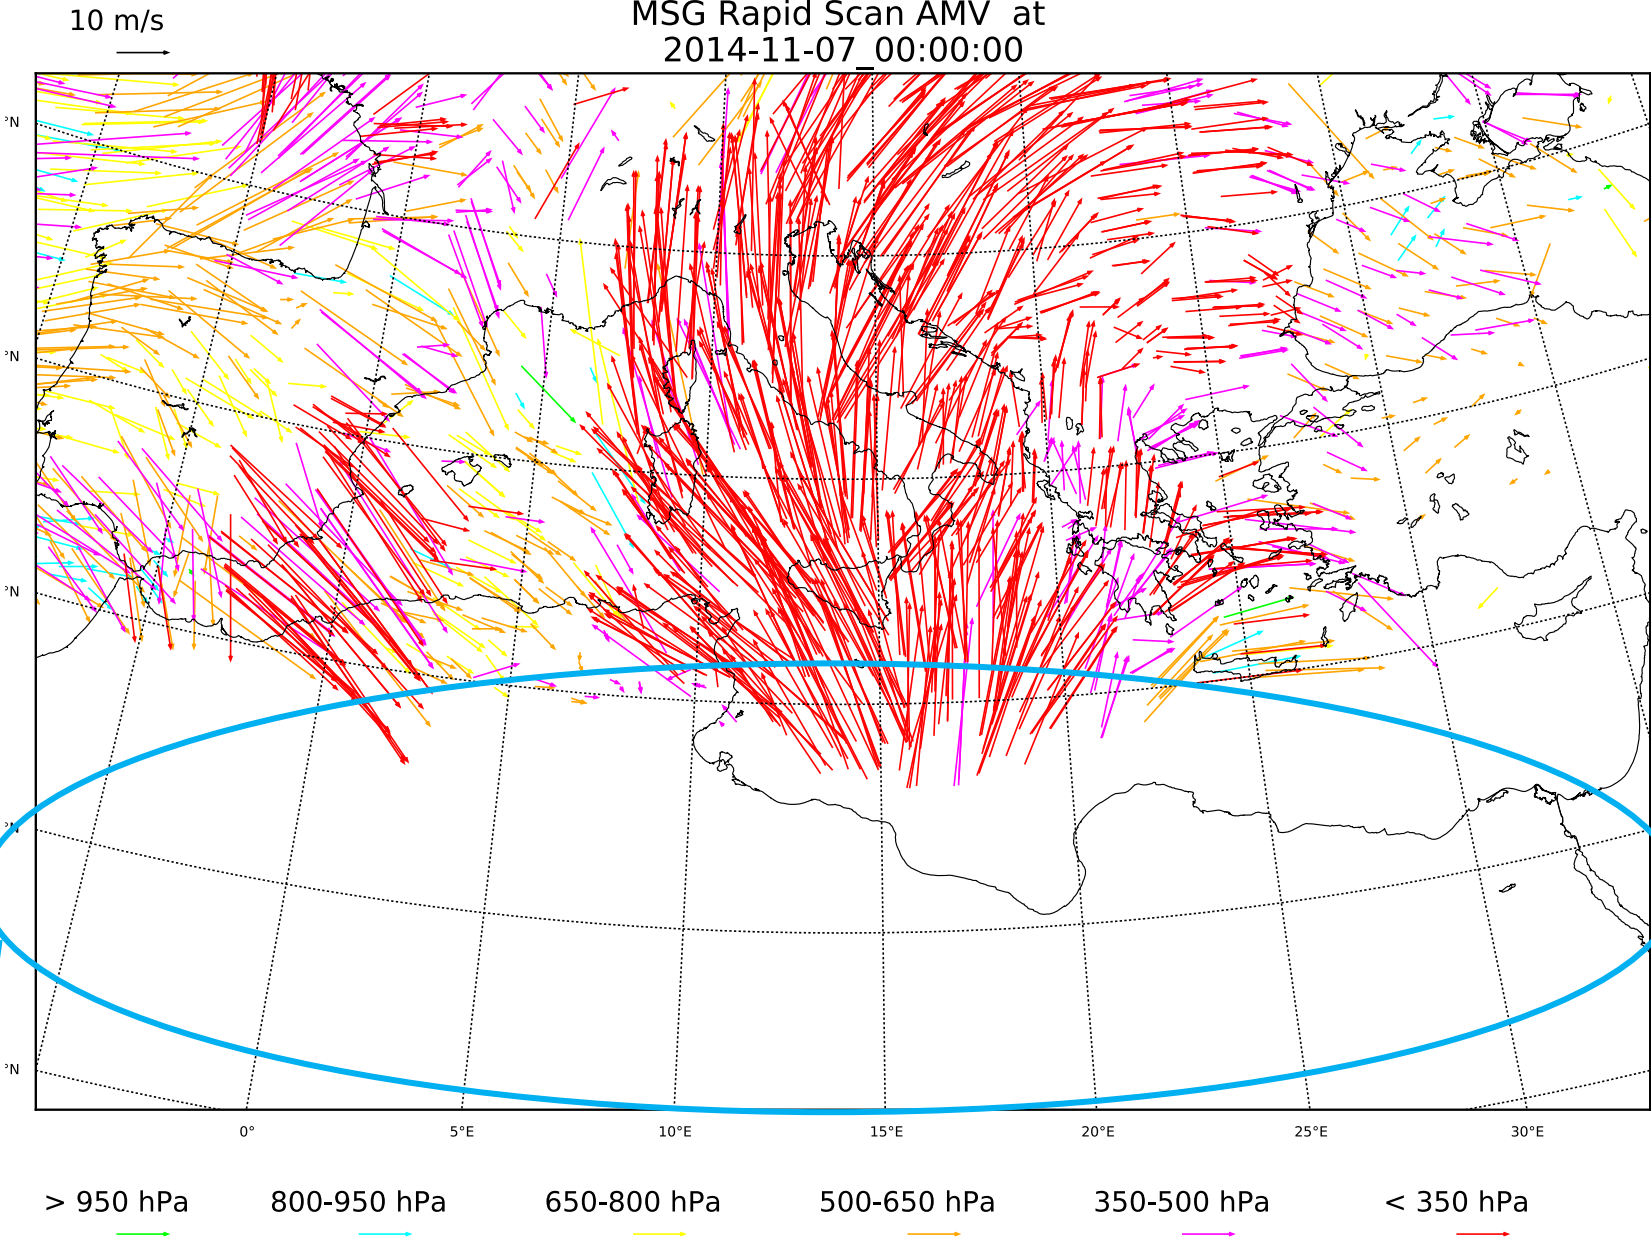 10 m/s
MSG Rapid Scan AMV at
2014-11-07_00:00:00
°N
°N
°N
°N
°N
0°
5°E
10°E
15°E
20°E
25°E
30°E
> 950 hPa
800-950 hPa
650-800 hPa
500-650 hPa
350-500 hPa
< 350 hPa